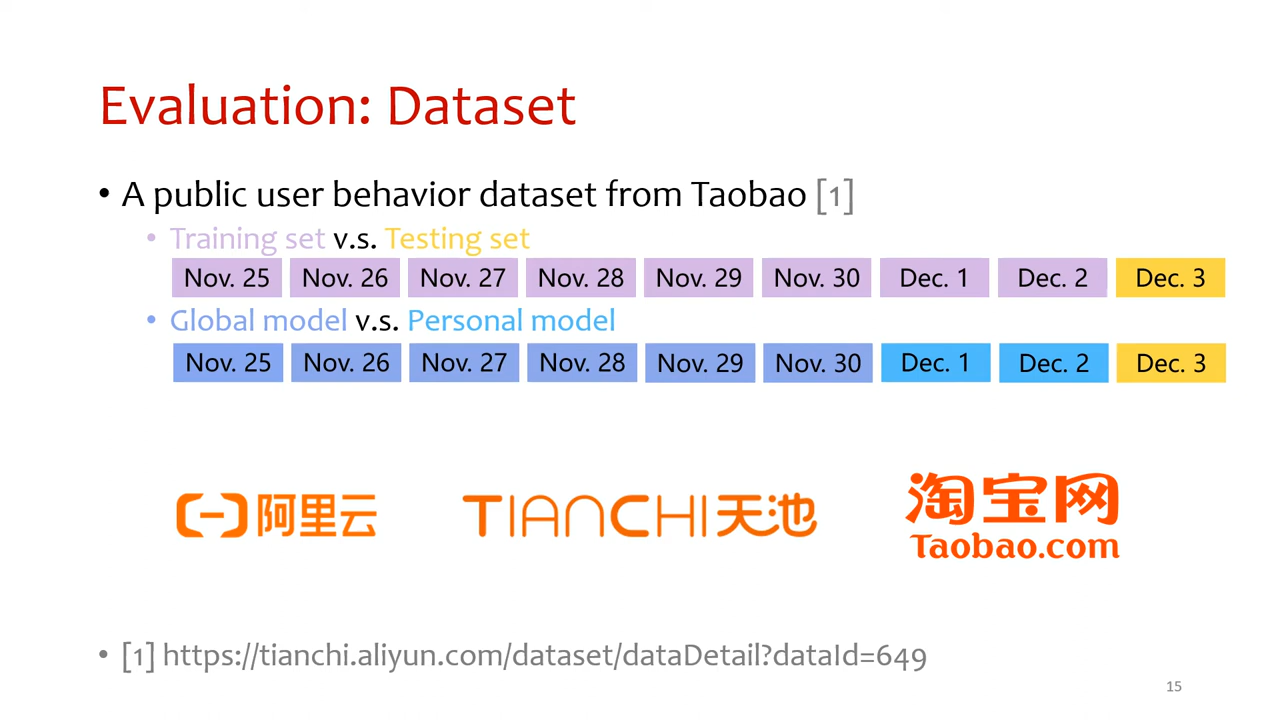 Evaluation: Dataset
• A public user behavior dataset from Taobao [1]
• Training set v.s. Testing set
Nov. 25 Nov. 26 Nov. 27 Nov. 28 Nov. 29 Nov. 30 Dec. 1 Dec. 2 Dec. 3
• Global model v.s. Personal model
Nov. 25 Nov. 26 Nov. 27 Nov. 28 Nov. 29 Nov. 30 Dec. 1 Dec. 2 Dec. 3
阿里云 TIANCHI天池 淘宝网
Taobao.com
• [1] https://tianchi.aliyun.com/dataset/dataDetail?dataId=649
15